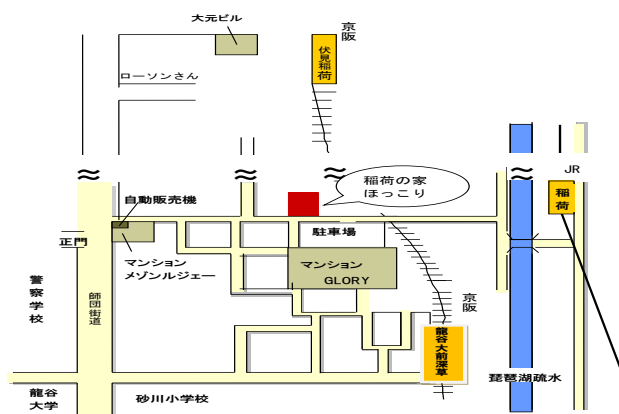 大元ビル
京阪
伏見稲荷
ローソンさん
JR
稲荷
稲荷の家
ほっこり
自動販売機
正門
駐車場
マンション
メゾンルジェー
マンション
GLORY
警察学校
師団街道
京阪
龍谷大前深草
琵琶湖疏水
龍谷
大学
砂川小学校